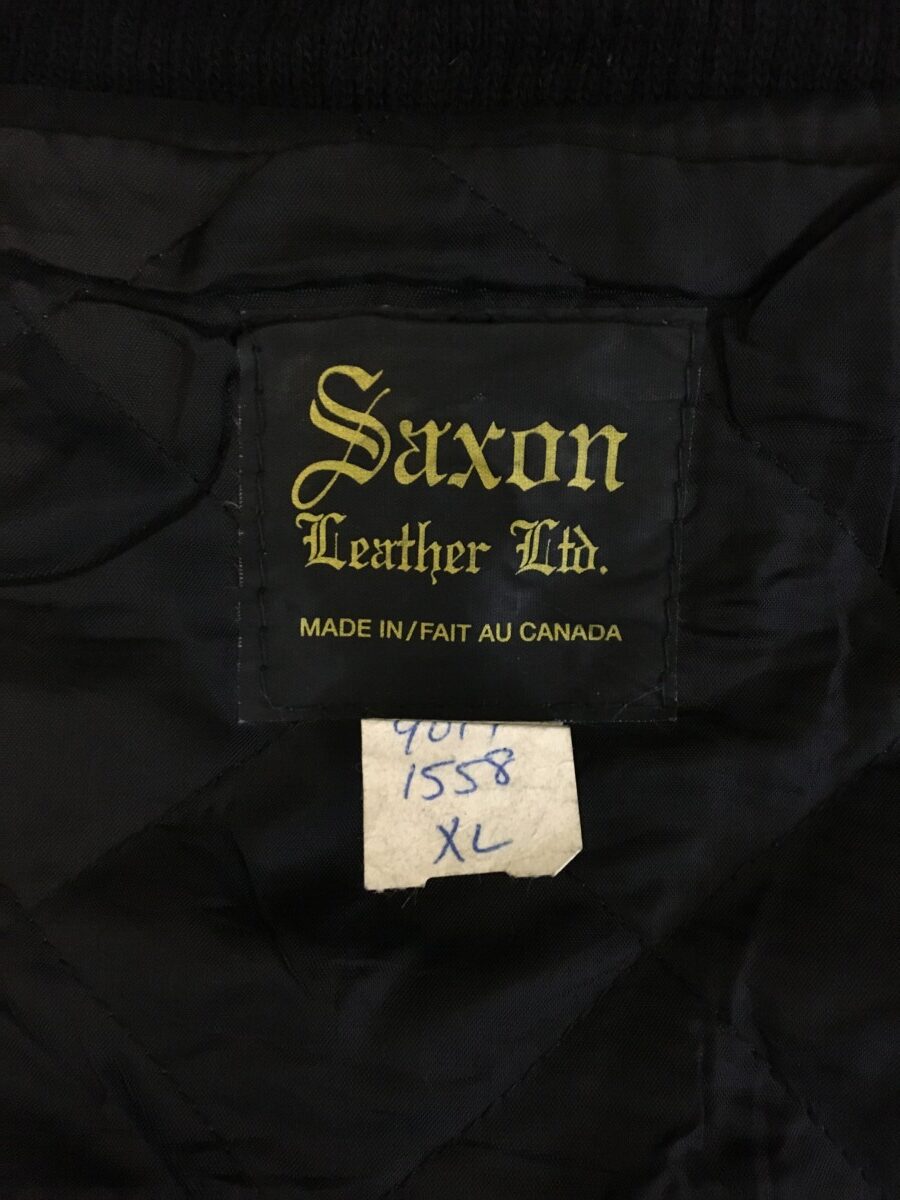 Saxon
Leather Ltd.
MADE IN/FAIT AU CANADA
1558
XL